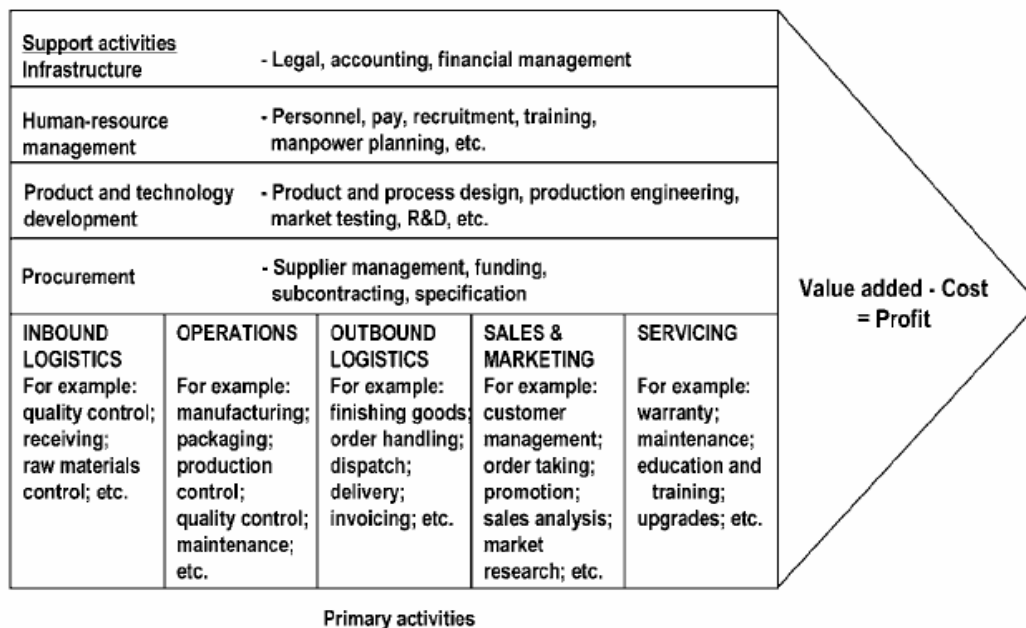 Support activities
Infrastructure - Legal, accounting, financial management
Human-resource - Personnel, pay, recruitment, training,
management manpower planning, etc.
Product and technology - Product and process design, production engineering,
development market testing, R&D, etc.
Procurement - Supplier management, funding,
subcontracting, specification
INBOUND
LOGISTICS
For example:
quality control;
receiving;
raw materials
control; etc.
OPERATIONS
For example:
manufacturing;
packaging;
production
control;
quality control;
maintenance;
etc.
OUTBOUND
LOGISTICS
For example:
finishing goods;
order handling;
dispatch;
delivery;
invoicing; etc.
SALES &
MARKETING
For example:
customer
management;
order taking;
promotion;
sales analysis;
market
research; etc.
SERVICING
For example:
warranty;
maintenance;
education and
training;
upgrades; etc.
Value added - Cost
= Profit
Primary activities